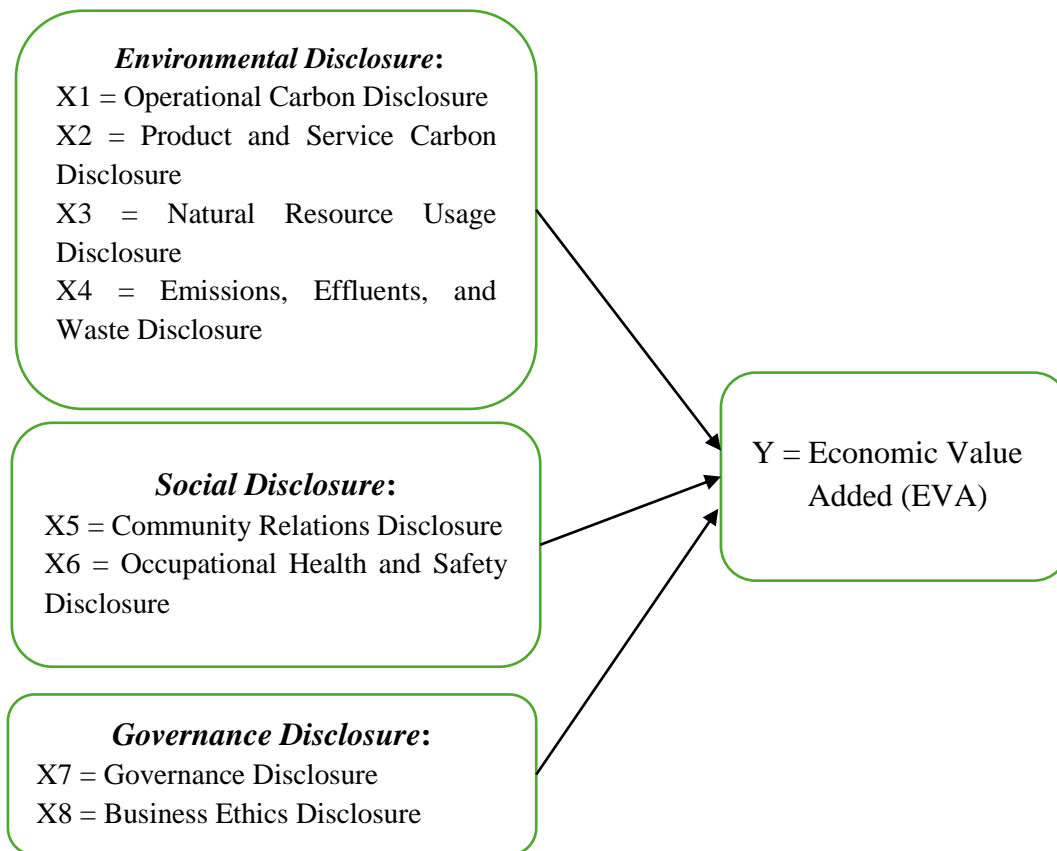 Environmental Disclosure:
X1 = Operational Carbon Disclosure
X2 = Product and Service Carbon
Disclosure
X3 = Natural Resource Usage
Disclosure
X4 = Emissions, Effluents, and
Waste Disclosure
Social Disclosure:
X5 = Community Relations Disclosure
X6 = Occupational Health and Safety
Disclosure
Governance Disclosure:
X7 = Governance Disclosure
X8 = Business Ethics Disclosure
Y = Economic Value
Added (EVA)